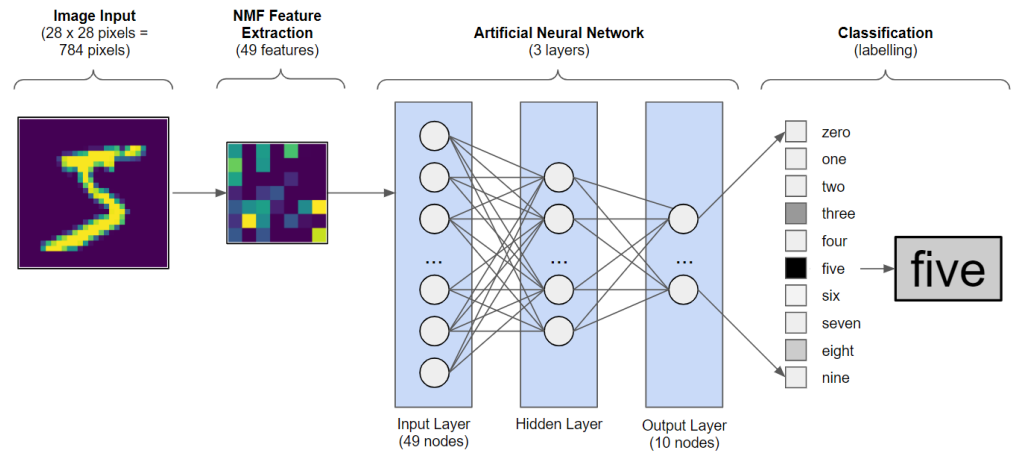 Image Input
(28 x 28 pixels =
784 pixels)
NMF Feature
Extraction
(49 features)
Artificial Neural Network
(3 layers)
Classification
(labelling)
zero
one
two
three
four
five
six
seven
eight
nine
five
...
...
...
Input Layer
(49 nodes)
Hidden Layer
Output Layer
(10 nodes)